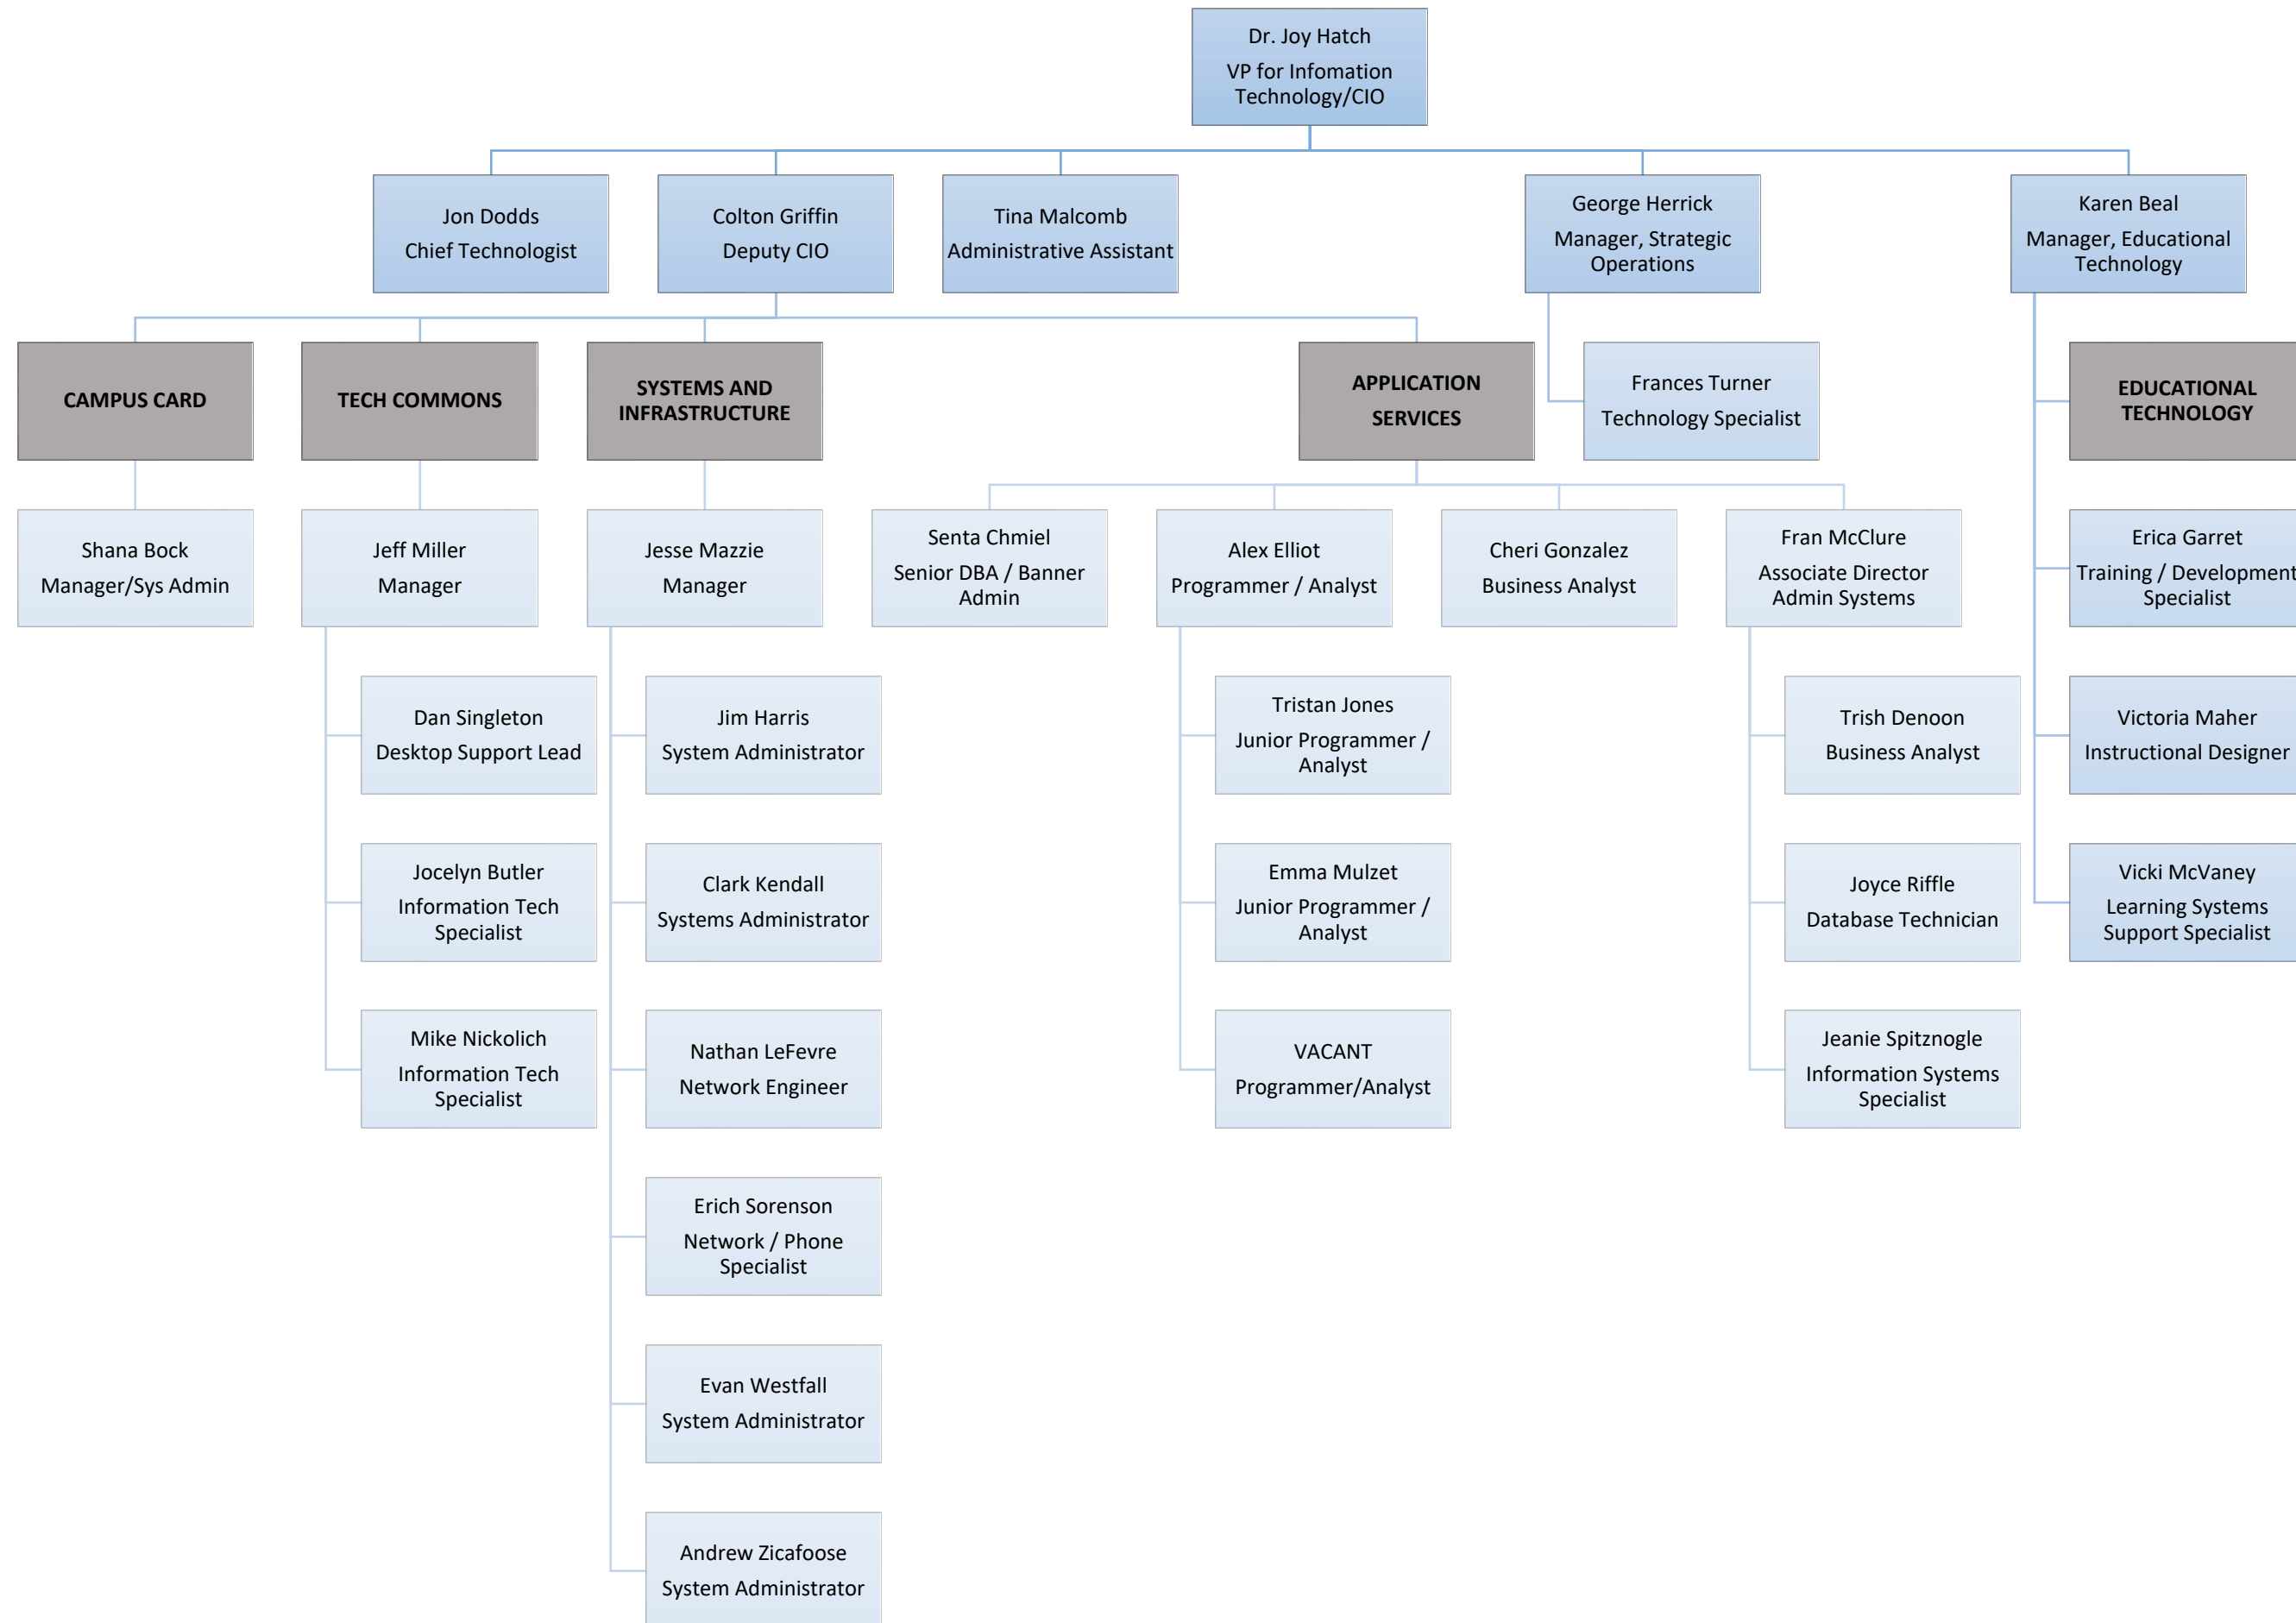 Dr. Joy Hatch
VP for Infomation
Technology/CIO
Jon Dodds
Chief Technologist
Colton Griffin
Deputy CIO
Tina Malcomb
Administrative Assistant
George Herrick
Manager, Strategic
Operations
Karen Beal
Manager, Educational
Technology
CAMPUS CARD
TECH COMMONS
SYSTEMS AND
INFRASTRUCTURE
APPLICATION
SERVICES
Frances Turner
Technology Specialist
EDUCATIONAL
TECHNOLOGY
Shana Bock
Manager/Sys Admin
Jeff Miller
Manager
Jesse Mazzie
Manager
Senta Chmiel
Senior DBA / Banner
Admin
Alex Elliot
Programmer / Analyst
Cheri Gonzalez
Business Analyst
Fran McClure
Associate Director
Admin Systems
Erica Garret
Training / Development
Specialist
Dan Singleton
Desktop Support Lead
Jim Harris
System Administrator
Tristan Jones
Junior Programmer /
Analyst
Trish Denoon
Business Analyst
Victoria Maher
Instructional Designer
Jocelyn Butler
Information Tech
Specialist
Clark Kendall
Systems Administrator
Emma Mulzet
Junior Programmer /
Analyst
Joyce Riffle
Database Technician
Vicki McVaney
Learning Systems
Support Specialist
Mike Nickolich
Information Tech
Specialist
Nathan LeFevre
Network Engineer
VACANT
Programmer/Analyst
Jeanie Spitznogle
Information Systems
Specialist
Erich Sorenson
Network / Phone
Specialist
Evan Westfall
System Administrator
Andrew Zicafoose
System Administrator